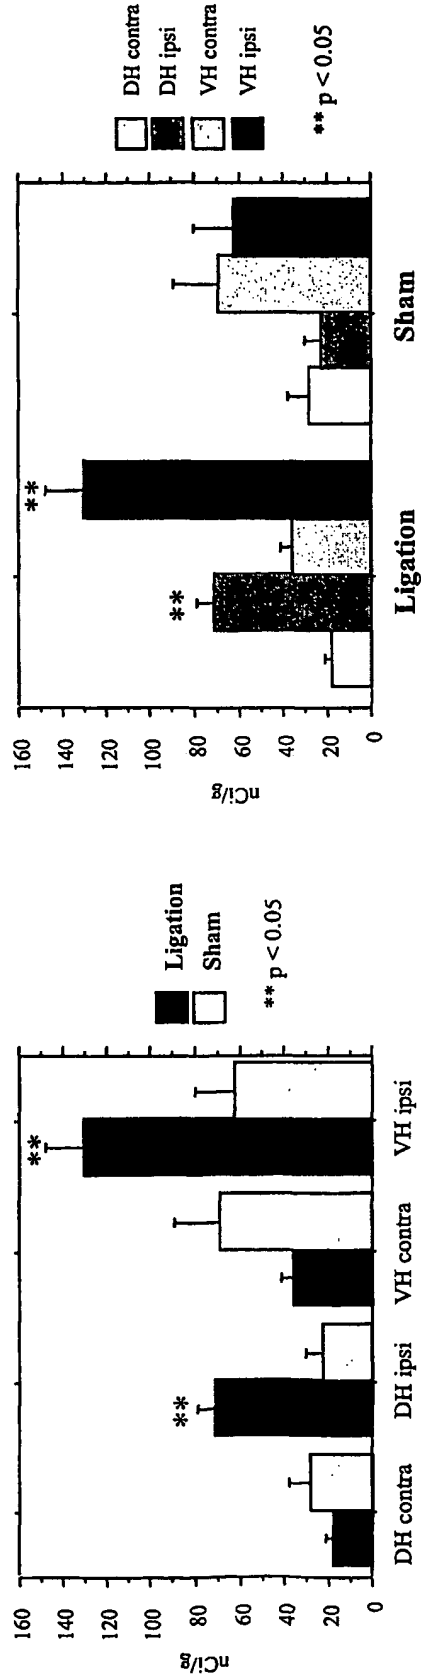 160
140
120
100
80
60
40
20
0
nCi/g
**
**
DH contra
DH ipsi
VH contra
VH ipsi
Ligation
Sham
** p < 0.05
160
140
120
100
80
60
40
20
0
nCi/g
**
**
Ligation
Sham
DH contra
DH ipsi
VH contra
VH ipsi
** p < 0.05